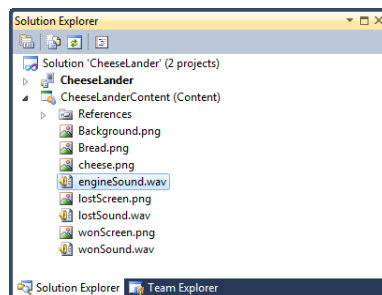 Solution Explorer
Solution 'CheeseLander' (2 projects)
CheeseLander
CheeseLanderContent (Content)
References
Background.png
Bread.png
cheese.png
engineSound.wav
lostScreen.png
lostSound.wav
wonScreen.png
wonSound.wav
Solution Explorer Team Explorer